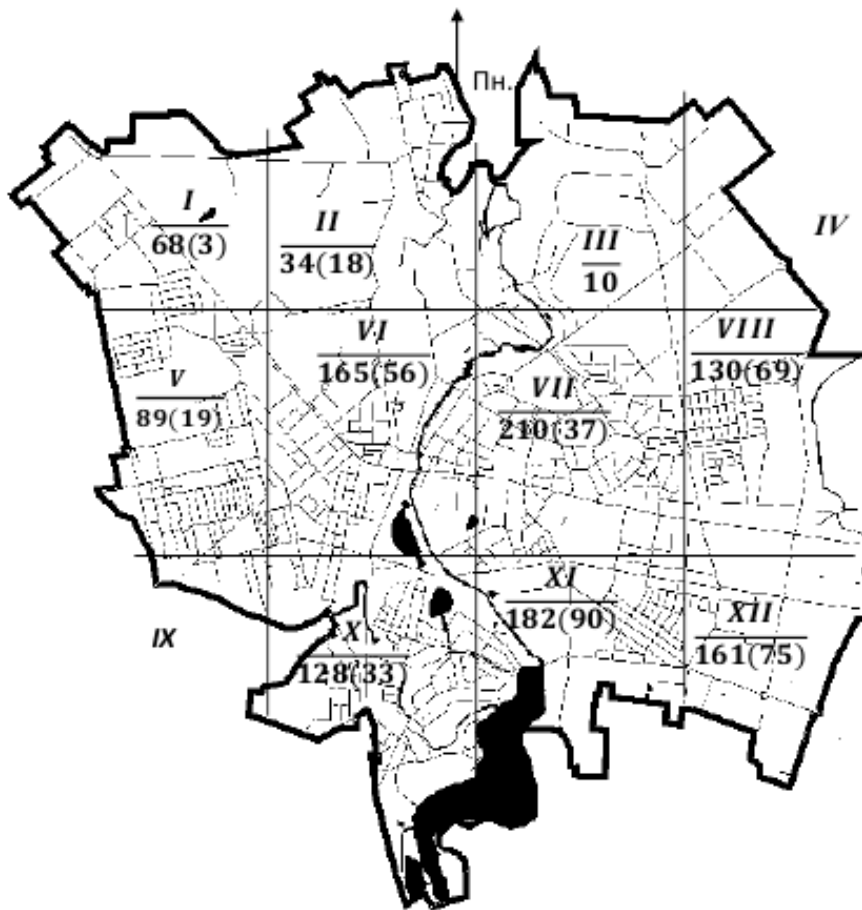 Пн.
I
68(3)
II
34(18)
III
10
IV
V
89(19)
VI
165(56)
VII
210(37)
VIII
130(69)
IX
X
128(33)
XI
182(90)
XII
161(75)